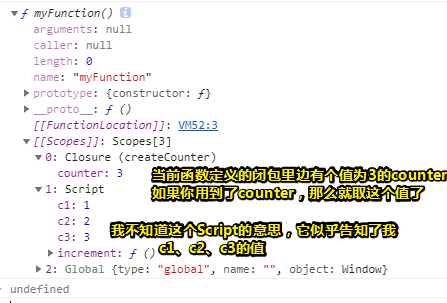 ▼ ƒ myFunction()
arguments: null
caller: null
length: 0
name: "myFunction"
▶ prototype: {constructor: ƒ}
▶ __proto__: ƒ ()
[[FunctionLocation]]: VM52:3
▼ [[Scopes]]: Scopes[3]
▼ 0: Closure (createCounter)
counter: 3
当前函数定义的闭包里边有个值为3的counter
如果你用到了counter，那么就取这个值了
▼ 1: Script
c1: 1
c2: 2
c3: 3
我不知道这个Script的意思，它似乎告知了我
c1、c2、c3的值
▶ increment: ƒ ()
▶ 2: Global {type: "global", name: "", object: Window}
undefined